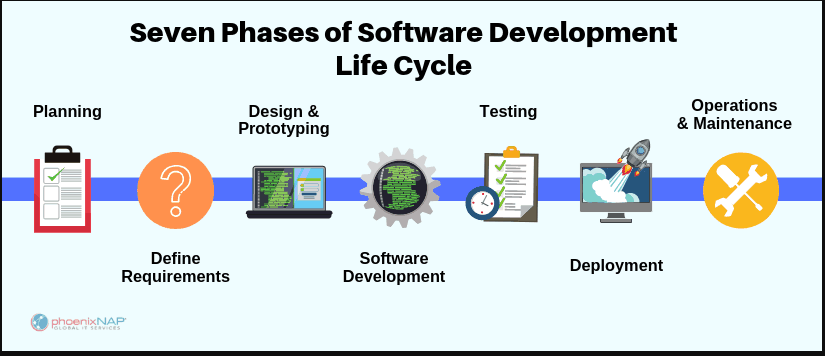 Seven Phases of Software Development
Life Cycle
Planning
Define
Requirements
Design &
Prototyping
Software
Development
Testing
Deployment
Operations
& Maintenance
phoenixNAP
GLOBAL IT SERVICES